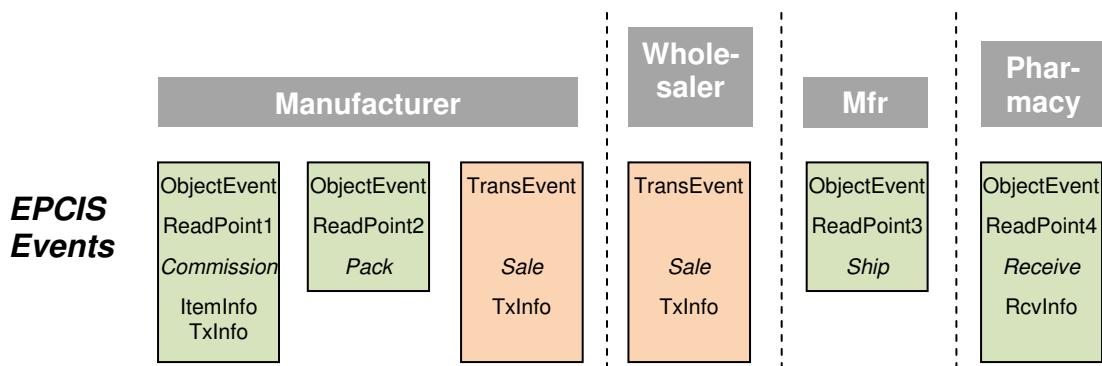 Manufacturer
Whole-
saler
Mfr
Phar-
macy
EPCIS
Events
ObjectEvent
ReadPoint1
Commission
ItemInfo
TxInfo
ObjectEvent
ReadPoint2
Pack
TransEvent
Sale
TxInfo
TransEvent
Sale
TxInfo
ObjectEvent
ReadPoint3
Ship
ObjectEvent
ReadPoint4
Receive
RcvInfo